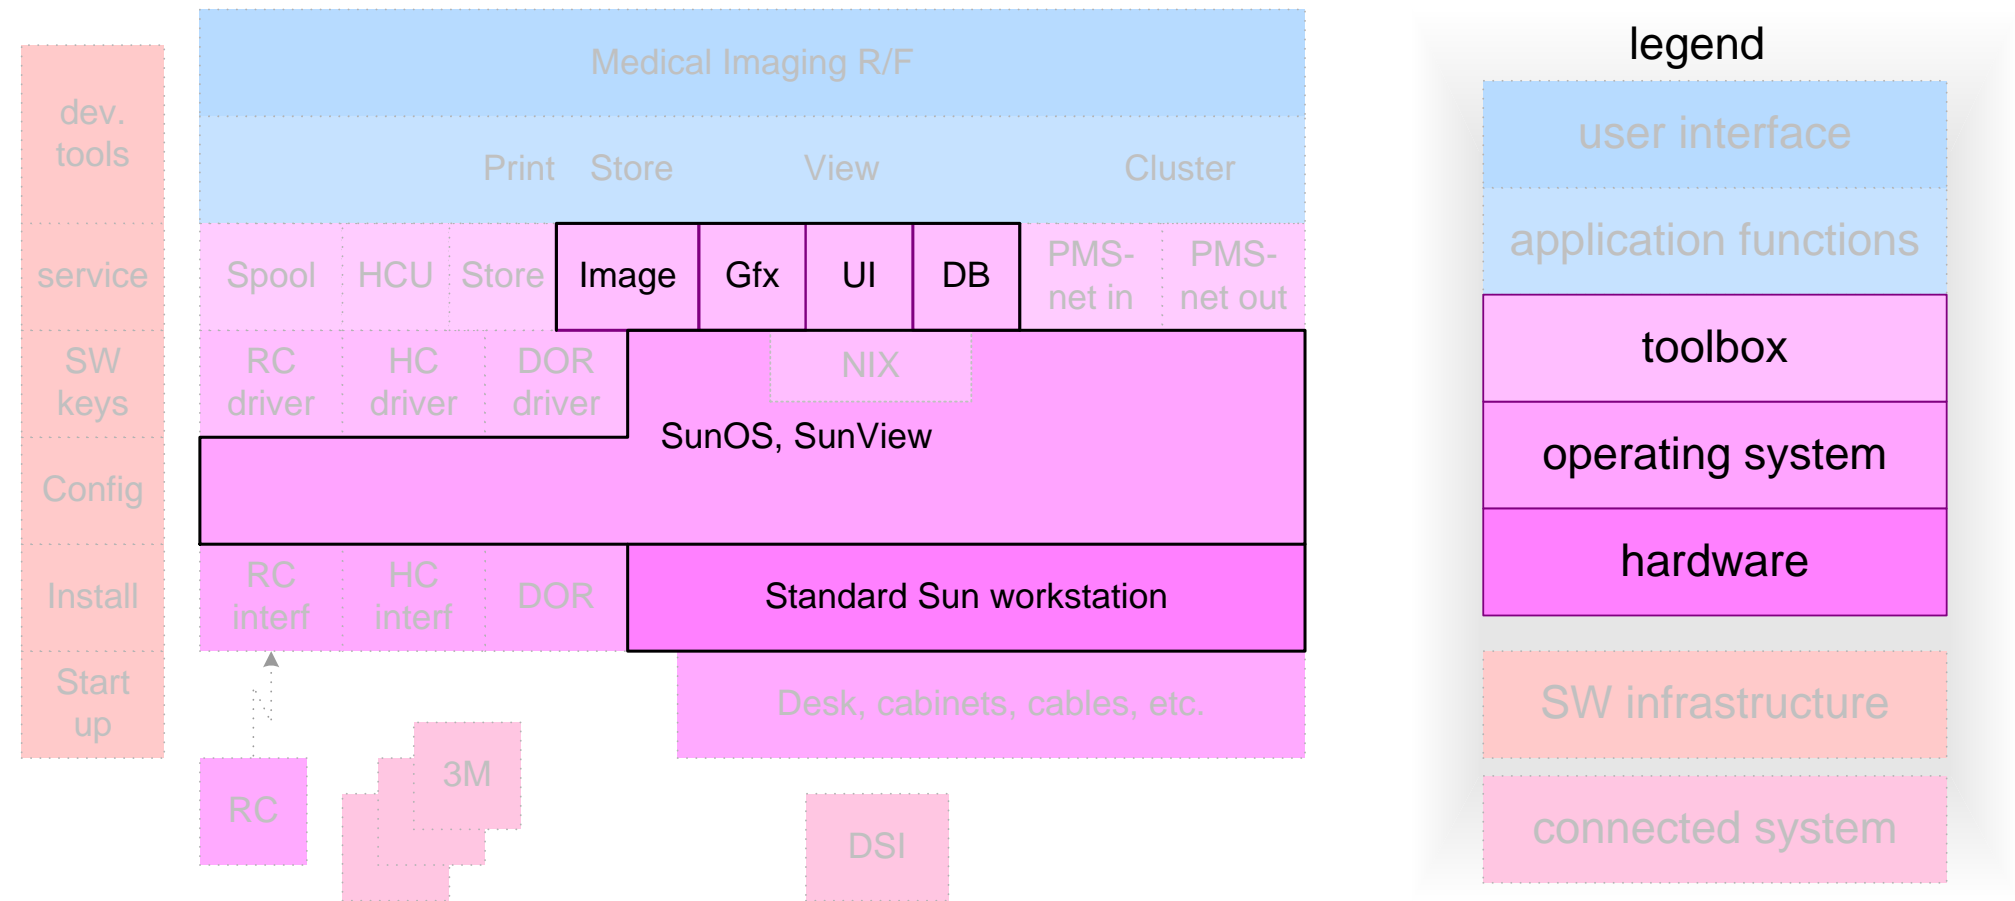 legend
Medical Imaging R/F
Print Store View Cluster
dev.
tools
service
SW
keys
Config
Install
Start
up
Spool
HCU
Store
Image
Gfx
UI
DB
PMS-
net in
PMS-
net out
RC
driver
HC
driver
DOR
driver
NIX
SunOS, SunView
RC
interf
HC
interf
DOR
Standard Sun workstation
Desk, cabinets, cables, etc.
RC
3M
DSI
user interface
application functions
toolbox
operating system
hardware
SW infrastructure
connected system